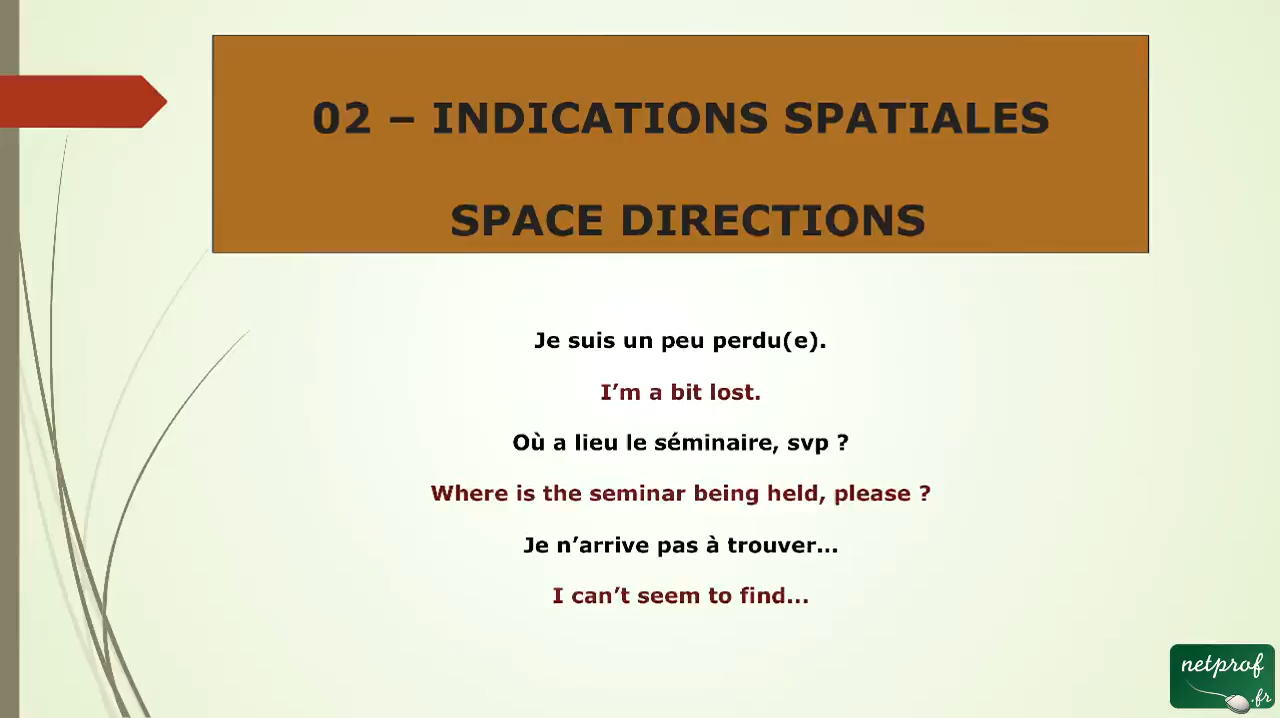 02 – INDICATIONS SPATIALES
SPACE DIRECTIONS
Je suis un peu perdu(e).
I’m a bit lost.
Où a lieu le séminaire, svp ?
Where is the seminar being held, please ?
Je n’arrive pas à trouver...
I can’t seem to find...
netprof
.fr